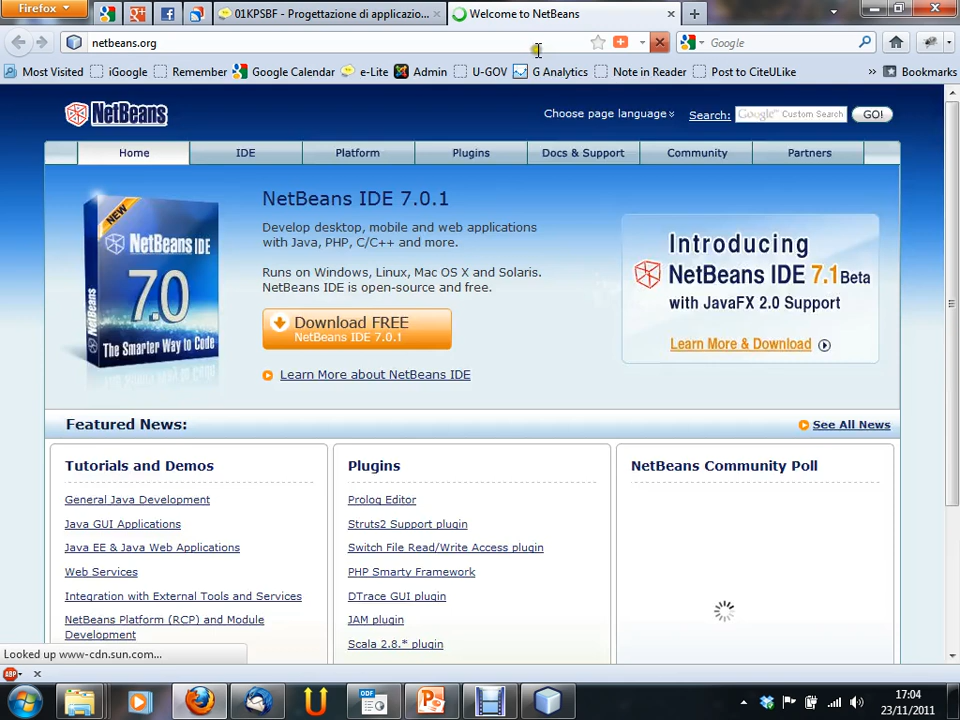 Firefox
01KPSBF - Progettazione di applicazio...
Welcome to NetBeans
netbeans.org
Google
Most Visited
iGoogle
Remember
Google Calendar
e-Lite
Admin
U-GOV
G Analytics
Note in Reader
Post to CiteULike
Bookmarks
NetBeans
Choose page language
Search:
Google™ Custom Search
GO!
Home
IDE
Platform
Plugins
Docs & Support
Community
Partners
NEW
NetBeans IDE
7.0
NetBeans
The Smarter Way to Code
NetBeans IDE 7.0.1
Develop desktop, mobile and web applications
with Java, PHP, C/C++ and more.
Runs on Windows, Linux, Mac OS X and Solaris.
NetBeans IDE is open-source and free.
Download FREE
NetBeans IDE 7.0.1
Learn More about NetBeans IDE
Introducing
NetBeans IDE 7.1 Beta
with JavaFX 2.0 Support
Learn More & Download
Featured News:
See All News
Tutorials and Demos
General Java Development
Java GUI Applications
Java EE & Java Web Applications
Web Services
Integration with External Tools and Services
NetBeans Platform (RCP) and Module
Development
Plugins
Prolog Editor
Struts2 Support plugin
Switch File Read/Write Access plugin
PHP Smarty Framework
DTrace GUI plugin
JAM plugin
Scala 2.8.* plugin
NetBeans Community Poll
Looked up www-cdn.sun.com...
ABP
ODF
17:04
23/11/2011